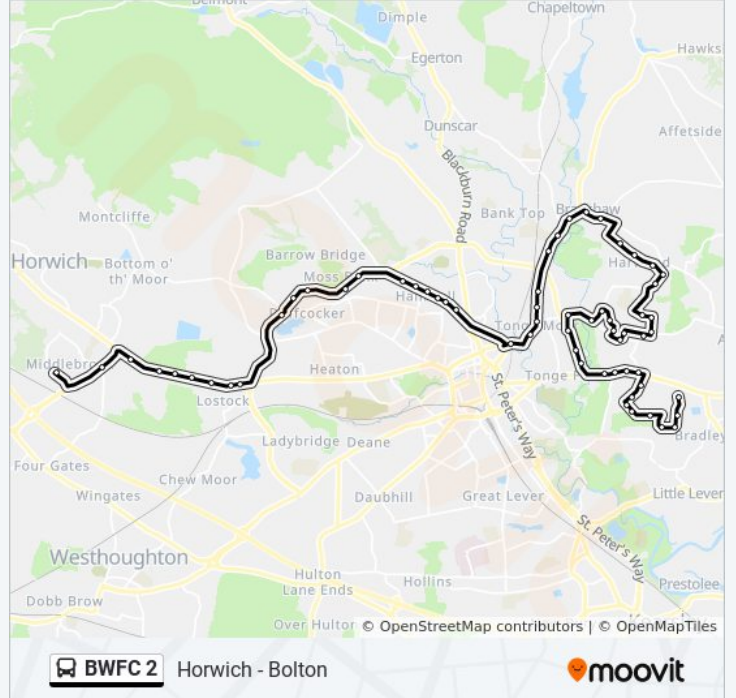 Belmont
Dimple
Chapeltown
Egerton
Hawks
Dunscar
Affetside
Blackburn Road
Montcliffe
Bank Top
Horwich
Bottom o'
th' Moor
Barrow Bridge
Heaton
Lostock
Tonge
Ladybridge
Deane
St. Peter's Way
Bradley
Four Gates
Chew Moor
Wingates
Daubhill
Great Lever
Little Lever
St. Peter's Way
Westhoughton
Prestolee
Hulton
Lane Ends
Hollins
Dobb Brow
Over Hulton
© OpenStreetMap contributors | © OpenMapTiles
BWFC 2 Horwich - Bolton
moovit